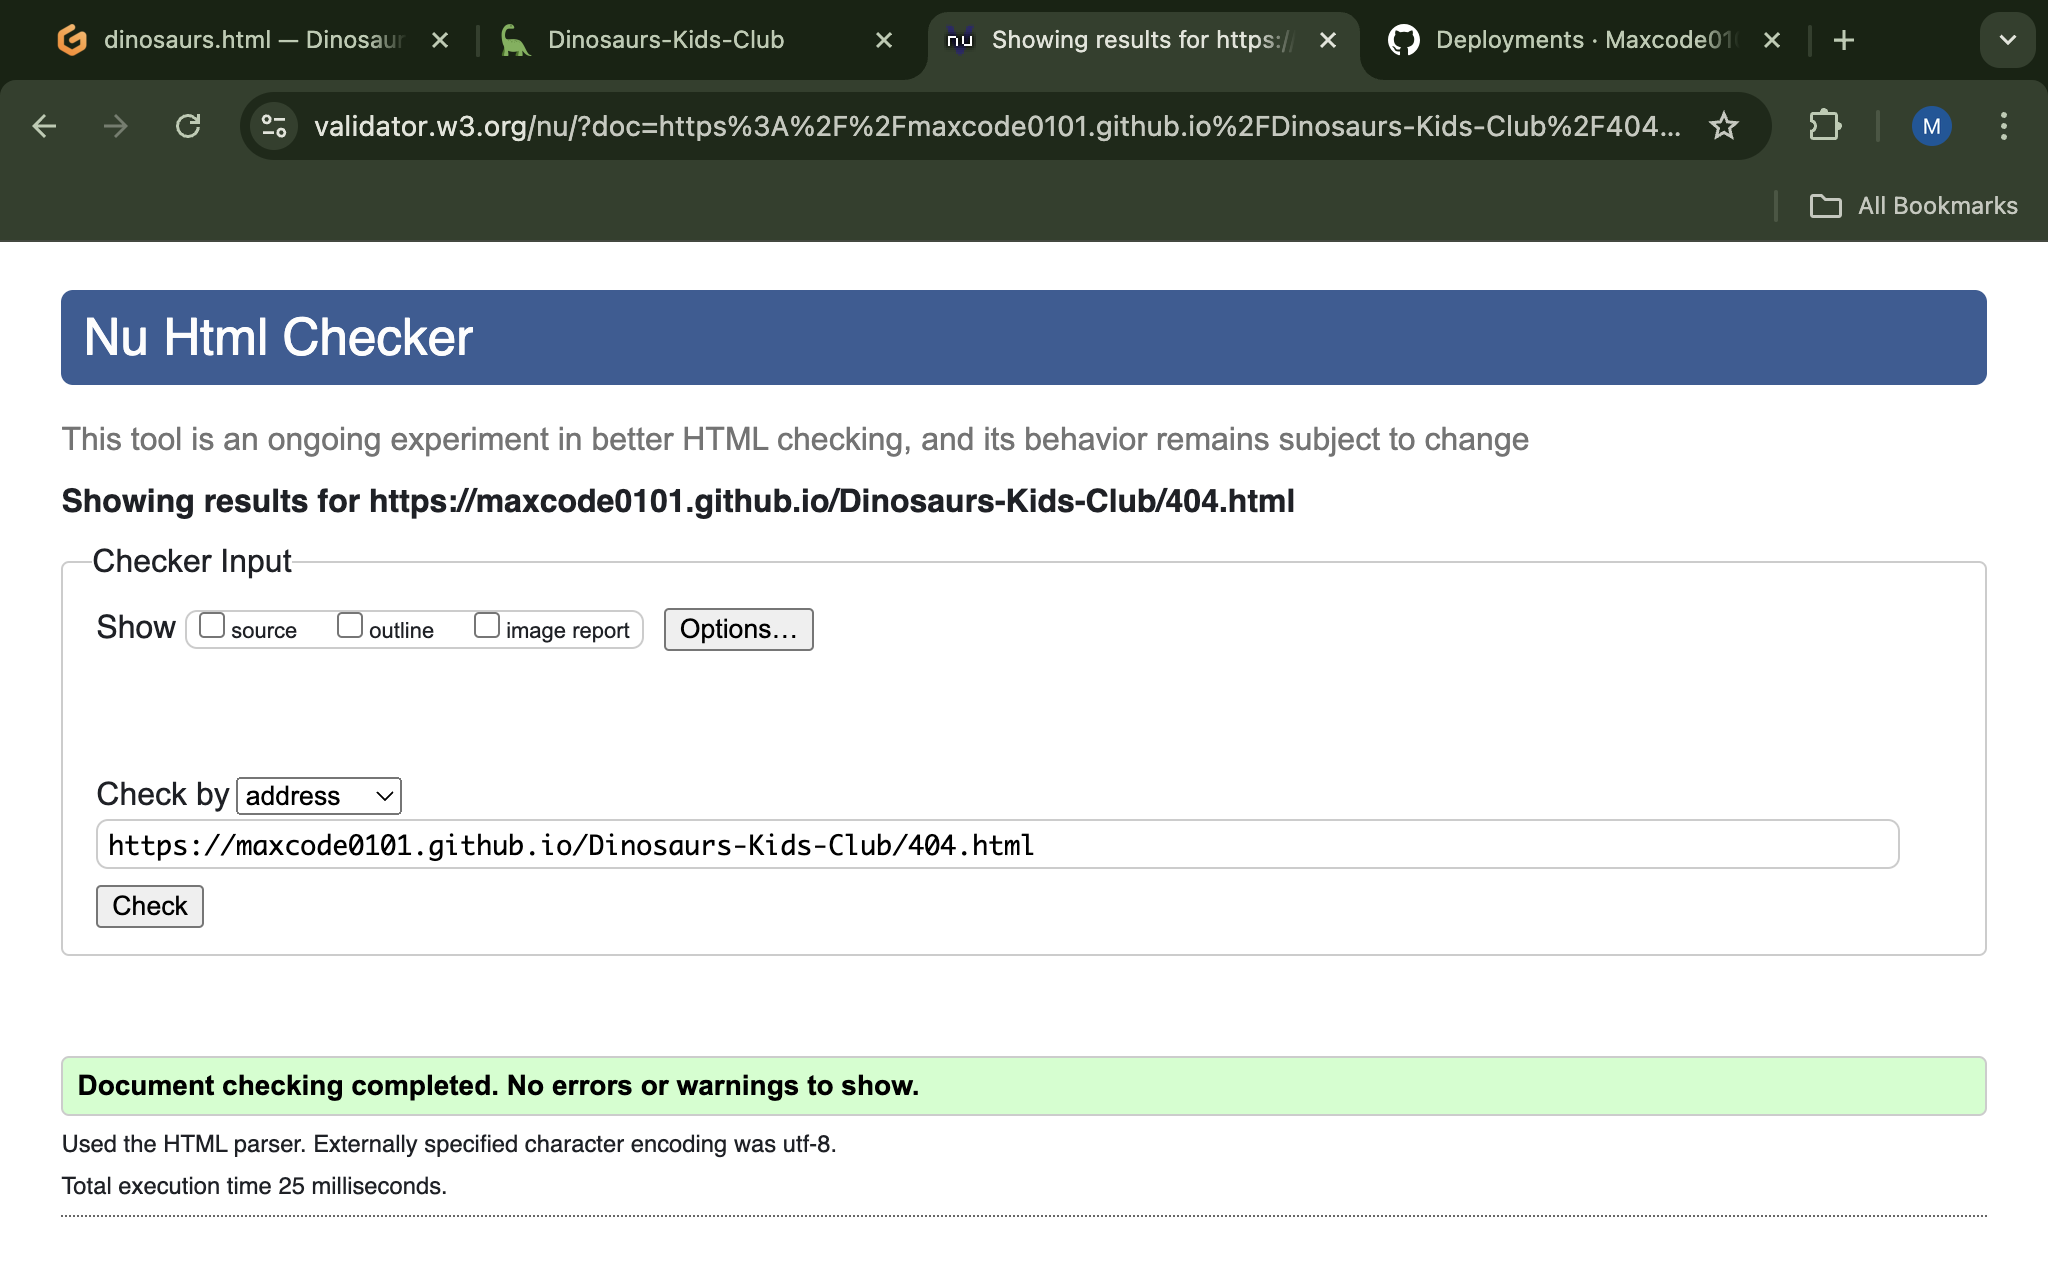 dinosaurs.html — Dinosaur
Dinosaurs-Kids-Club
nu
Showing results for https://
Deployments · Maxcode01
validator.w3.org/nu/?doc=https%3A%2F%2Fmaxcode0101.github.io%2FDinosaurs-Kids-Club%2F404...
M
All Bookmarks
Nu Html Checker
This tool is an ongoing experiment in better HTML checking, and its behavior remains subject to change
Showing results for https://maxcode0101.github.io/Dinosaurs-Kids-Club/404.html
Checker Input
Show source outline image report Options...
Check by address
https://maxcode0101.github.io/Dinosaurs-Kids-Club/404.html
Check
Document checking completed. No errors or warnings to show.
Used the HTML parser. Externally specified character encoding was utf-8.
Total execution time 25 milliseconds.